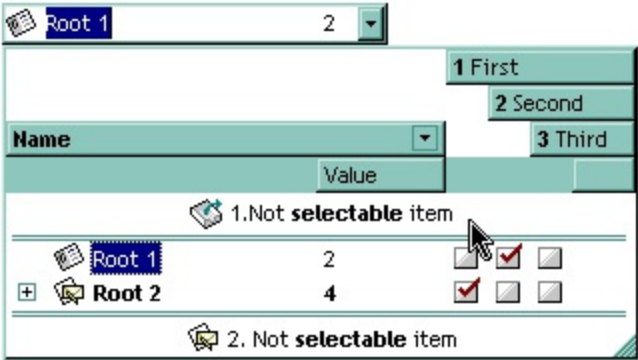 Root 1 2
1 First
2 Second
Name 3 Third
Value
1.Not selectable item
Root 1 2
Root 2 4
2. Not selectable item